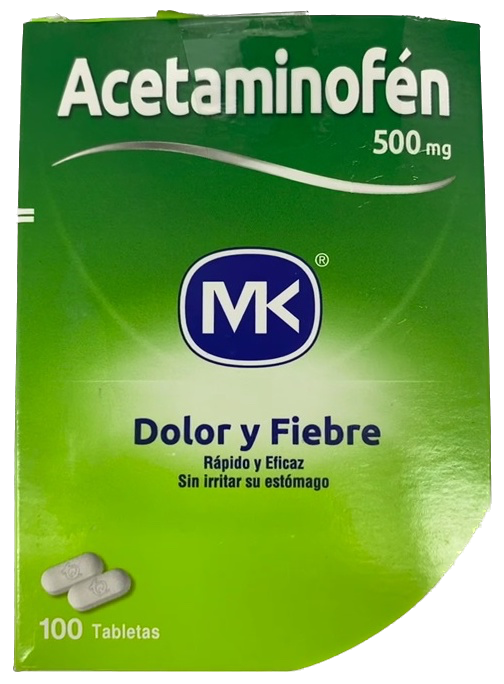 Acetaminofén
500 mg
MK®
Dolor y Fiebre
Rápido y Eficaz
Sin irritar su estómago
100 Tabletas